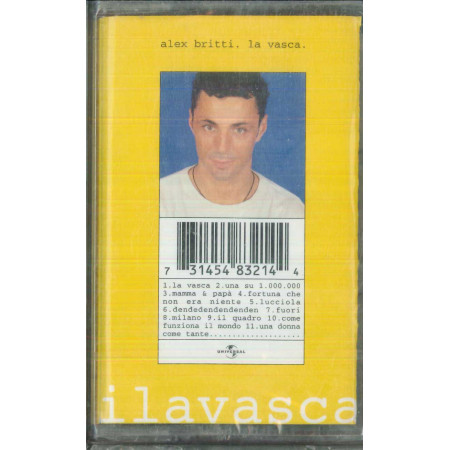 alex britti. la vasca.
7 31454 83214 4
1.la vasca 2.una su 1.000.000
3.mamma & papà 4.fortuna che
non era niente 5.lucciola
6.dendedendendenden 7.fuori
8.milano 9.il quadro 10.come
funziona il mondo 11.una donna
come tante....................
UNIVERSAL
ilavasca